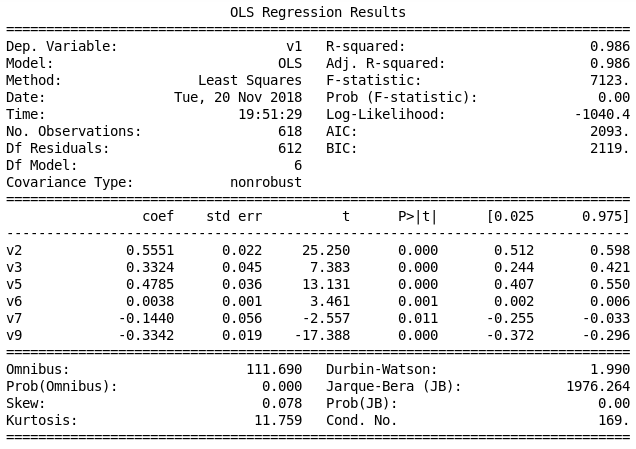 OLS Regression Results
==============================================================================
Dep. Variable:                     v1   R-squared:                       0.986
Model:                            OLS   Adj. R-squared:                  0.986
Method:                 Least Squares   F-statistic:                     7123.
Date:                Tue, 20 Nov 2018   Prob (F-statistic):               0.00
Time:                        19:51:29   Log-Likelihood:                -1040.4
No. Observations:                 618   AIC:                             2093.
Df Residuals:                     612   BIC:                             2119.
Df Model:                           6
Covariance Type:            nonrobust
==============================================================================
                 coef    std err          t      P>|t|      [0.025      0.975]
------------------------------------------------------------------------------
v2             0.5551      0.022     25.250      0.000       0.512       0.598
v3             0.3324      0.045      7.383      0.000       0.244       0.421
v5             0.4785      0.036     13.131      0.000       0.407       0.550
v6             0.0038      0.001      3.461      0.001       0.002       0.006
v7            -0.1440      0.056     -2.557      0.011      -0.255      -0.033
v9            -0.3342      0.019    -17.388      0.000      -0.372      -0.296
==============================================================================
Omnibus:                      111.690   Durbin-Watson:                   1.990
Prob(Omnibus):                  0.000   Jarque-Bera (JB):             1976.264
Skew:                           0.078   Prob(JB):                         0.00
Kurtosis:                      11.759   Cond. No.                         169.
==============================================================================